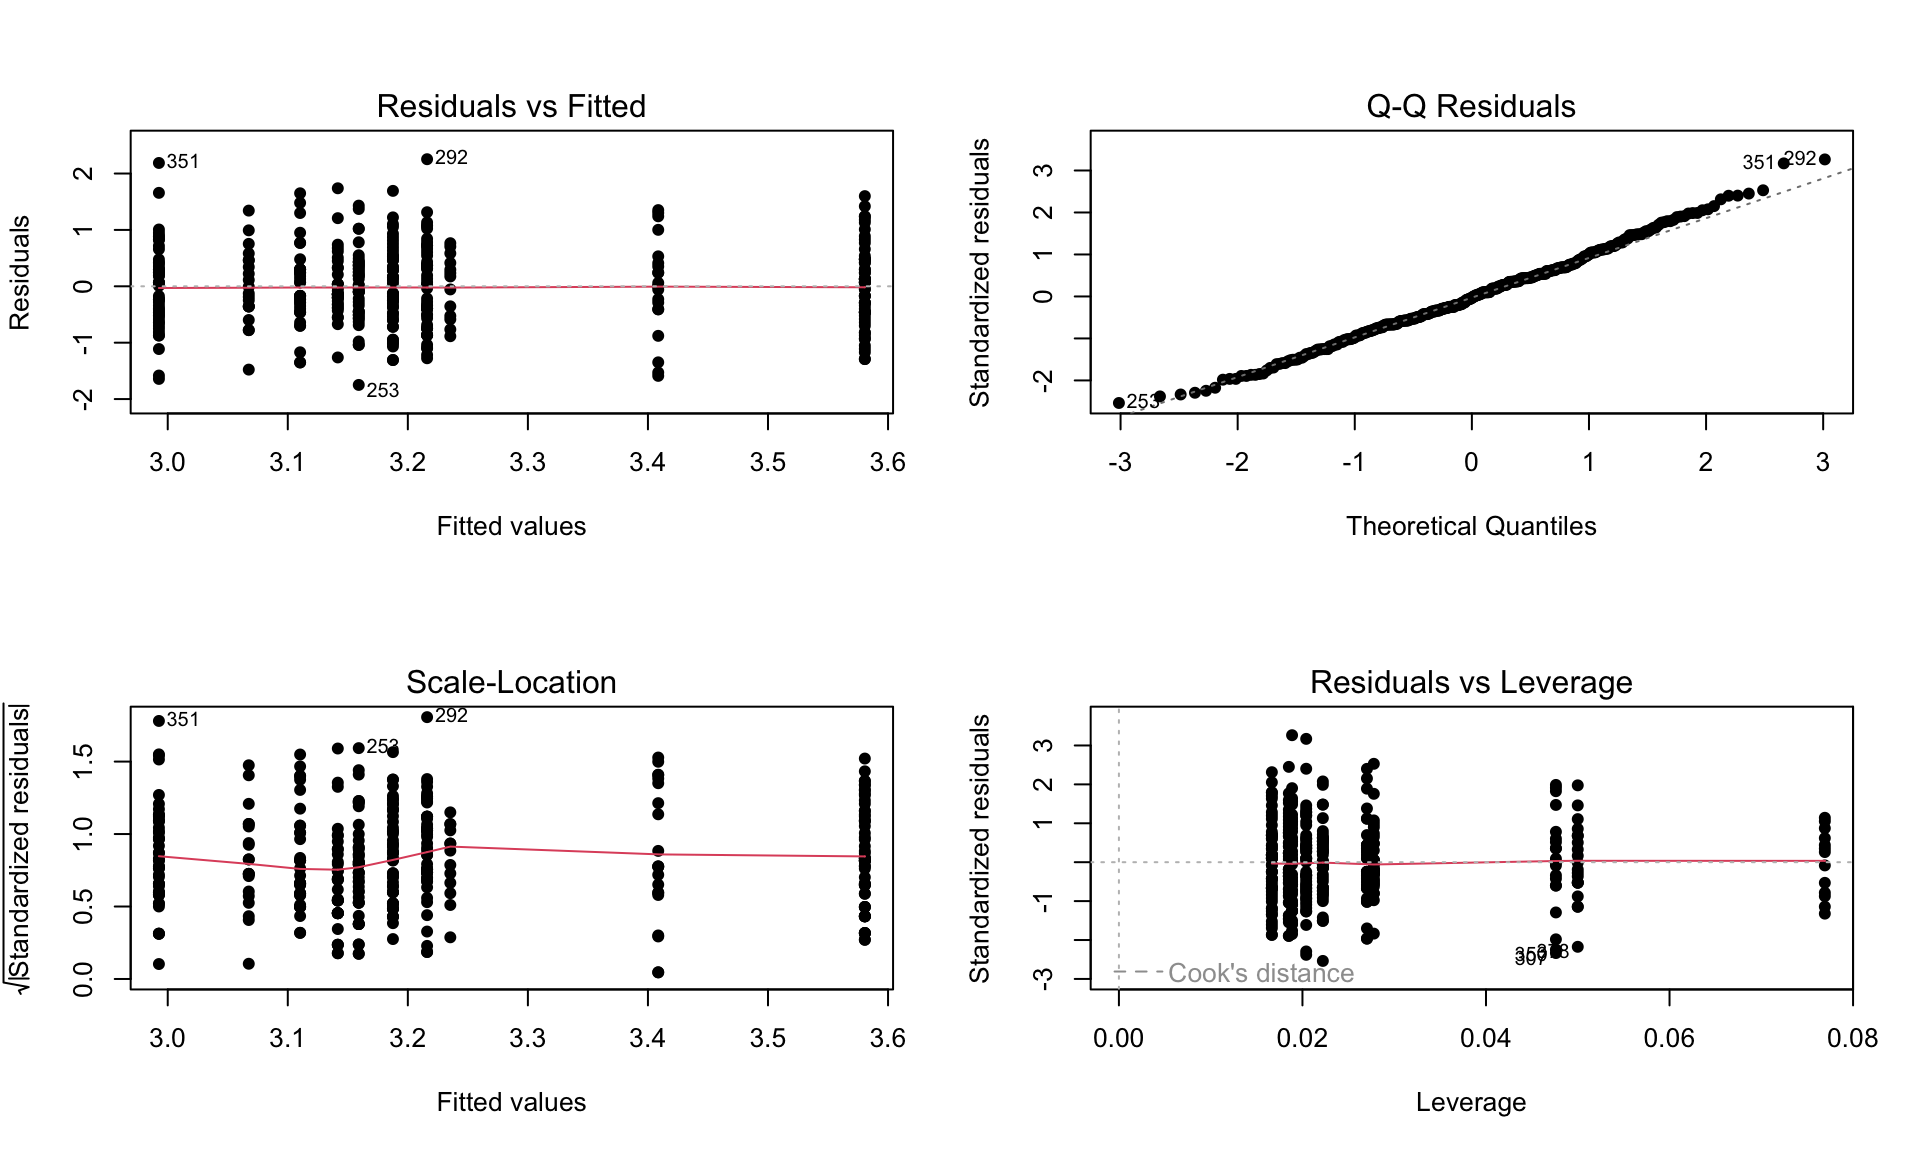 Residuals vs Fitted
Residuals
2
1
0
-1
-2
351
292
253
3.0 3.1 3.2 3.3 3.4 3.5 3.6
Fitted values
Q-Q Residuals
Standardized residuals
3
2
1
0
-2
351
292
253
-3 -2 -1 0 1 2 3
Theoretical Quantiles
Scale-Location
√|Standardized residuals|
1.5
1.0
0.5
0.0
351
292
253
3.0 3.1 3.2 3.3 3.4 3.5 3.6
Fitted values
Residuals vs Leverage
Standardized residuals
3
2
1
-1
-3
Cook's distance
0.00 0.02 0.04 0.06 0.08
Leverage